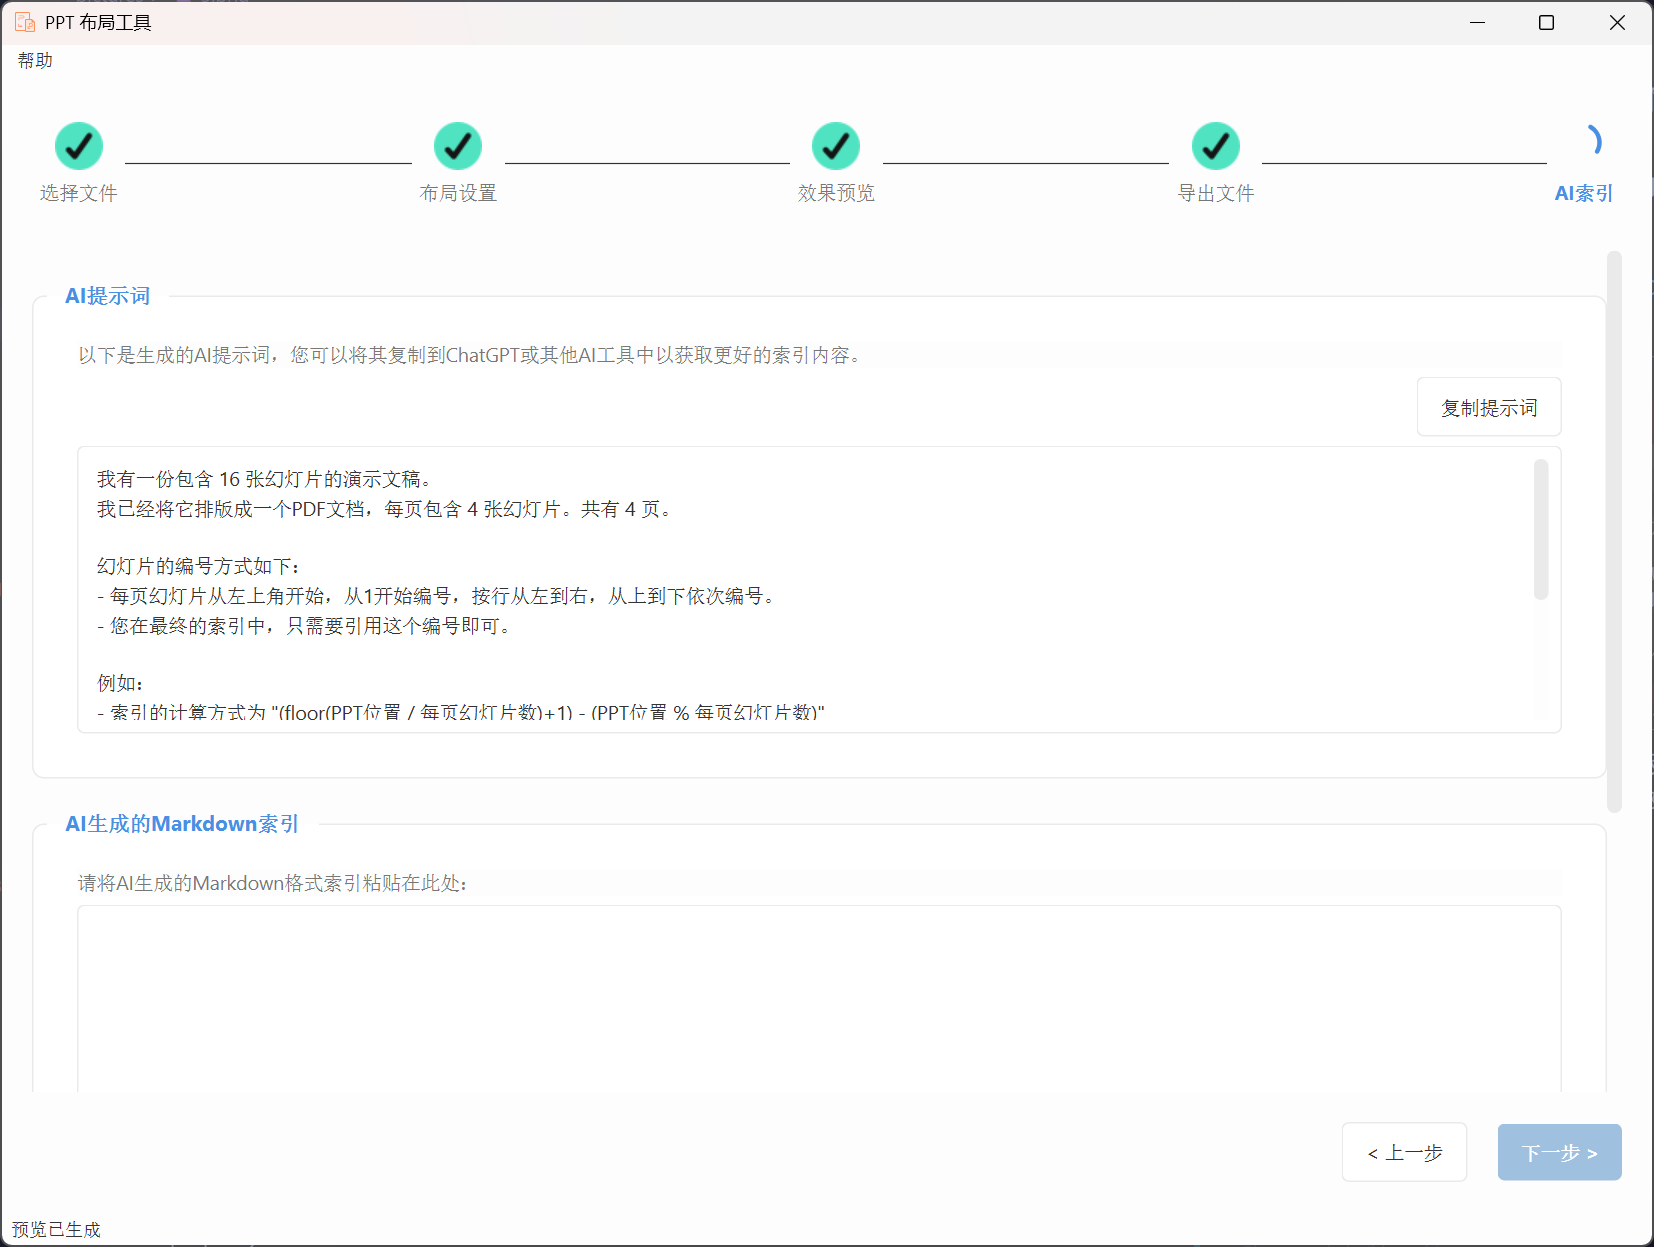 PPT 布局工具
帮助
选择文件
布局设置
效果预览
导出文件
AI索引
AI提示词
以下是生成的AI提示词，您可以将其复制到ChatGPT或其他AI工具中以获取更好的索引内容。
复制提示词
我有一份包含 16 张幻灯片的演示文稿。
我已经将它排版成一个PDF文档，每页包含 4 张幻灯片。共有 4 页。
幻灯片的编号方式如下：
- 每页幻灯片从左上角开始，从1开始编号，按行从左到右，从上到下依次编号。
- 您在最终的索引中，只需要引用这个编号即可。
例如：
- 索引的计算方式为 "(floor(PPT位置 / 每页幻灯片数)+1) - (PPT位置 % 每页幻灯片数)"
AI生成的Markdown索引
请将AI生成的Markdown格式索引粘贴在此处：
< 上一步
下一步 >
预览已生成